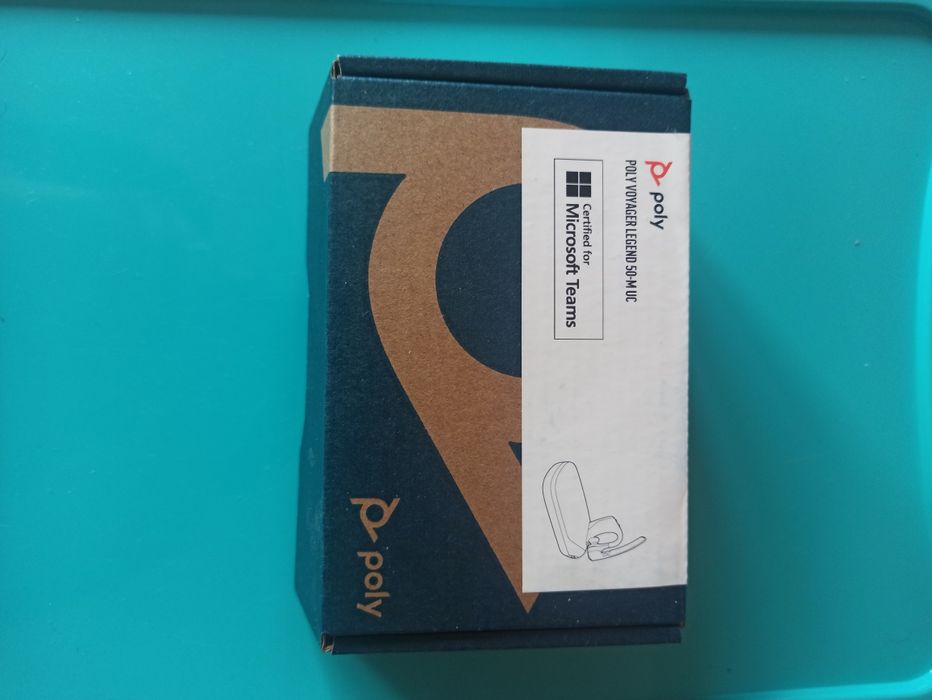 poly
POLY VOYAGER LEGEND 50-M UC
Certified for
Microsoft Teams
poly